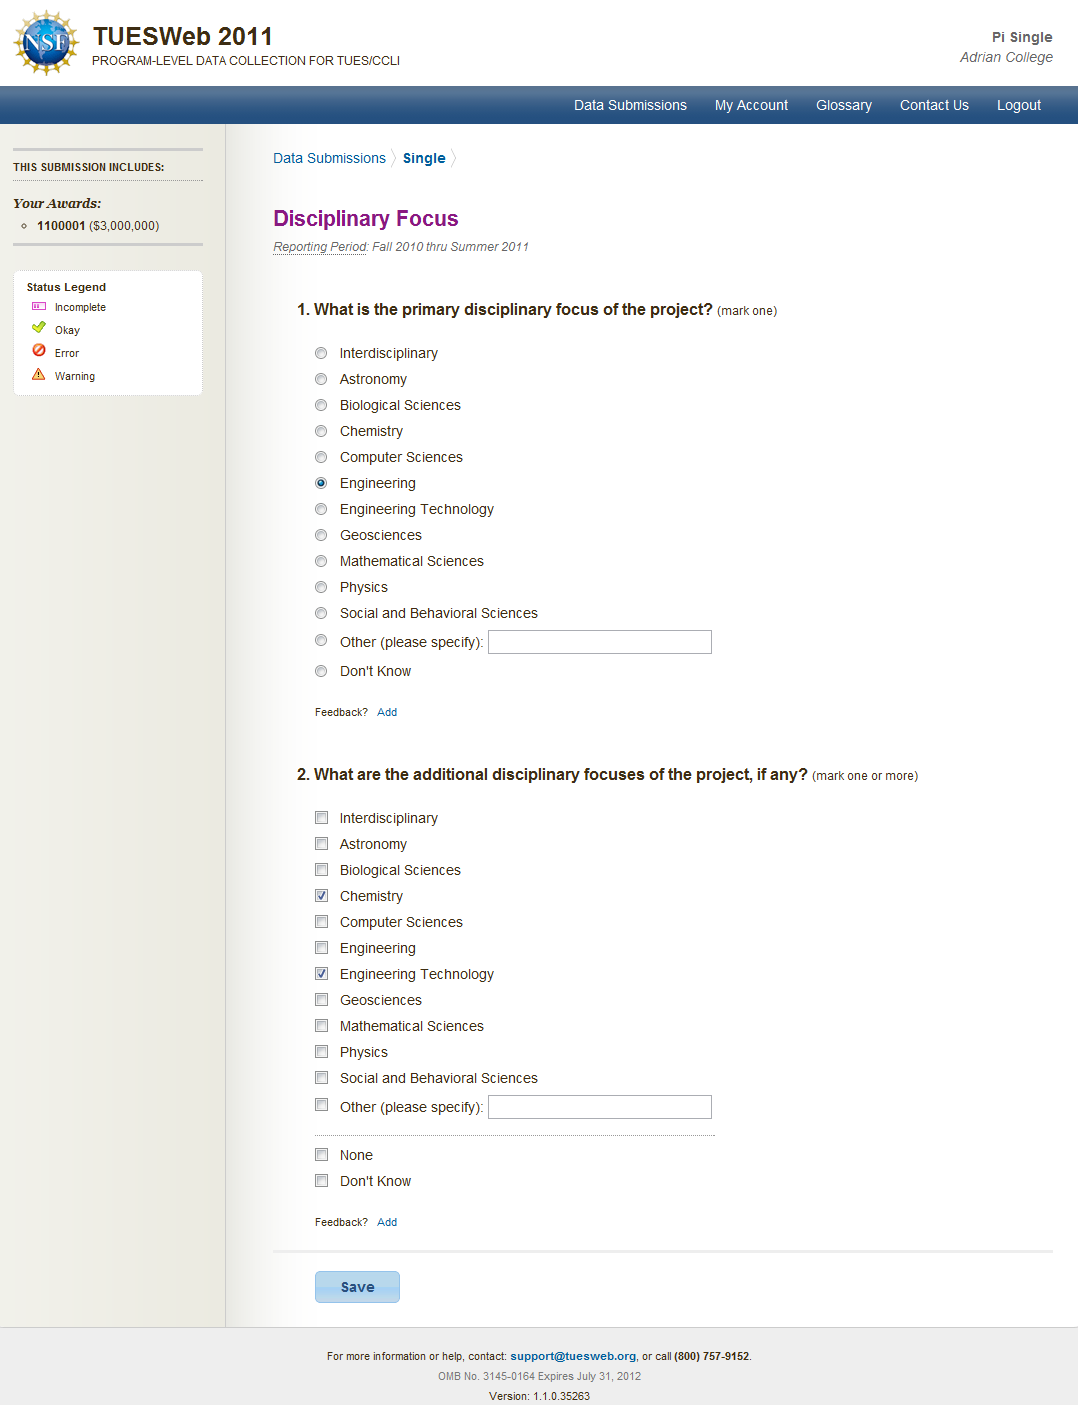 NSF
TUESWeb 2011
PROGRAM-LEVEL DATA COLLECTION FOR TUES/CCLI
Pi Single
Adrian College
Data Submissions My Account Glossary Contact Us Logout
THIS SUBMISSION INCLUDES:
Your Awards:
1100001 ($3,000,000)
Status Legend
Incomplete
Okay
Error
Warning
Data Submissions Single
Disciplinary Focus
Reporting Period: Fall 2010 thru Summer 2011
1. What is the primary disciplinary focus of the project? (mark one)
Interdisciplinary
Astronomy
Biological Sciences
Chemistry
Computer Sciences
Engineering
Engineering Technology
Geosciences
Mathematical Sciences
Physics
Social and Behavioral Sciences
Other (please specify):
Don't Know
Feedback? Add
2. What are the additional disciplinary focuses of the project, if any? (mark one or more)
Interdisciplinary
Astronomy
Biological Sciences
Chemistry
Computer Sciences
Engineering
Engineering Technology
Geosciences
Mathematical Sciences
Physics
Social and Behavioral Sciences
Other (please specify):
None
Don't Know
Feedback? Add
Save
For more information or help, contact: support@tuesweb.org, or call (800) 757-9152.
OMB No. 3145-0164 Expires July 31, 2012
Version: 1.1.0.35263